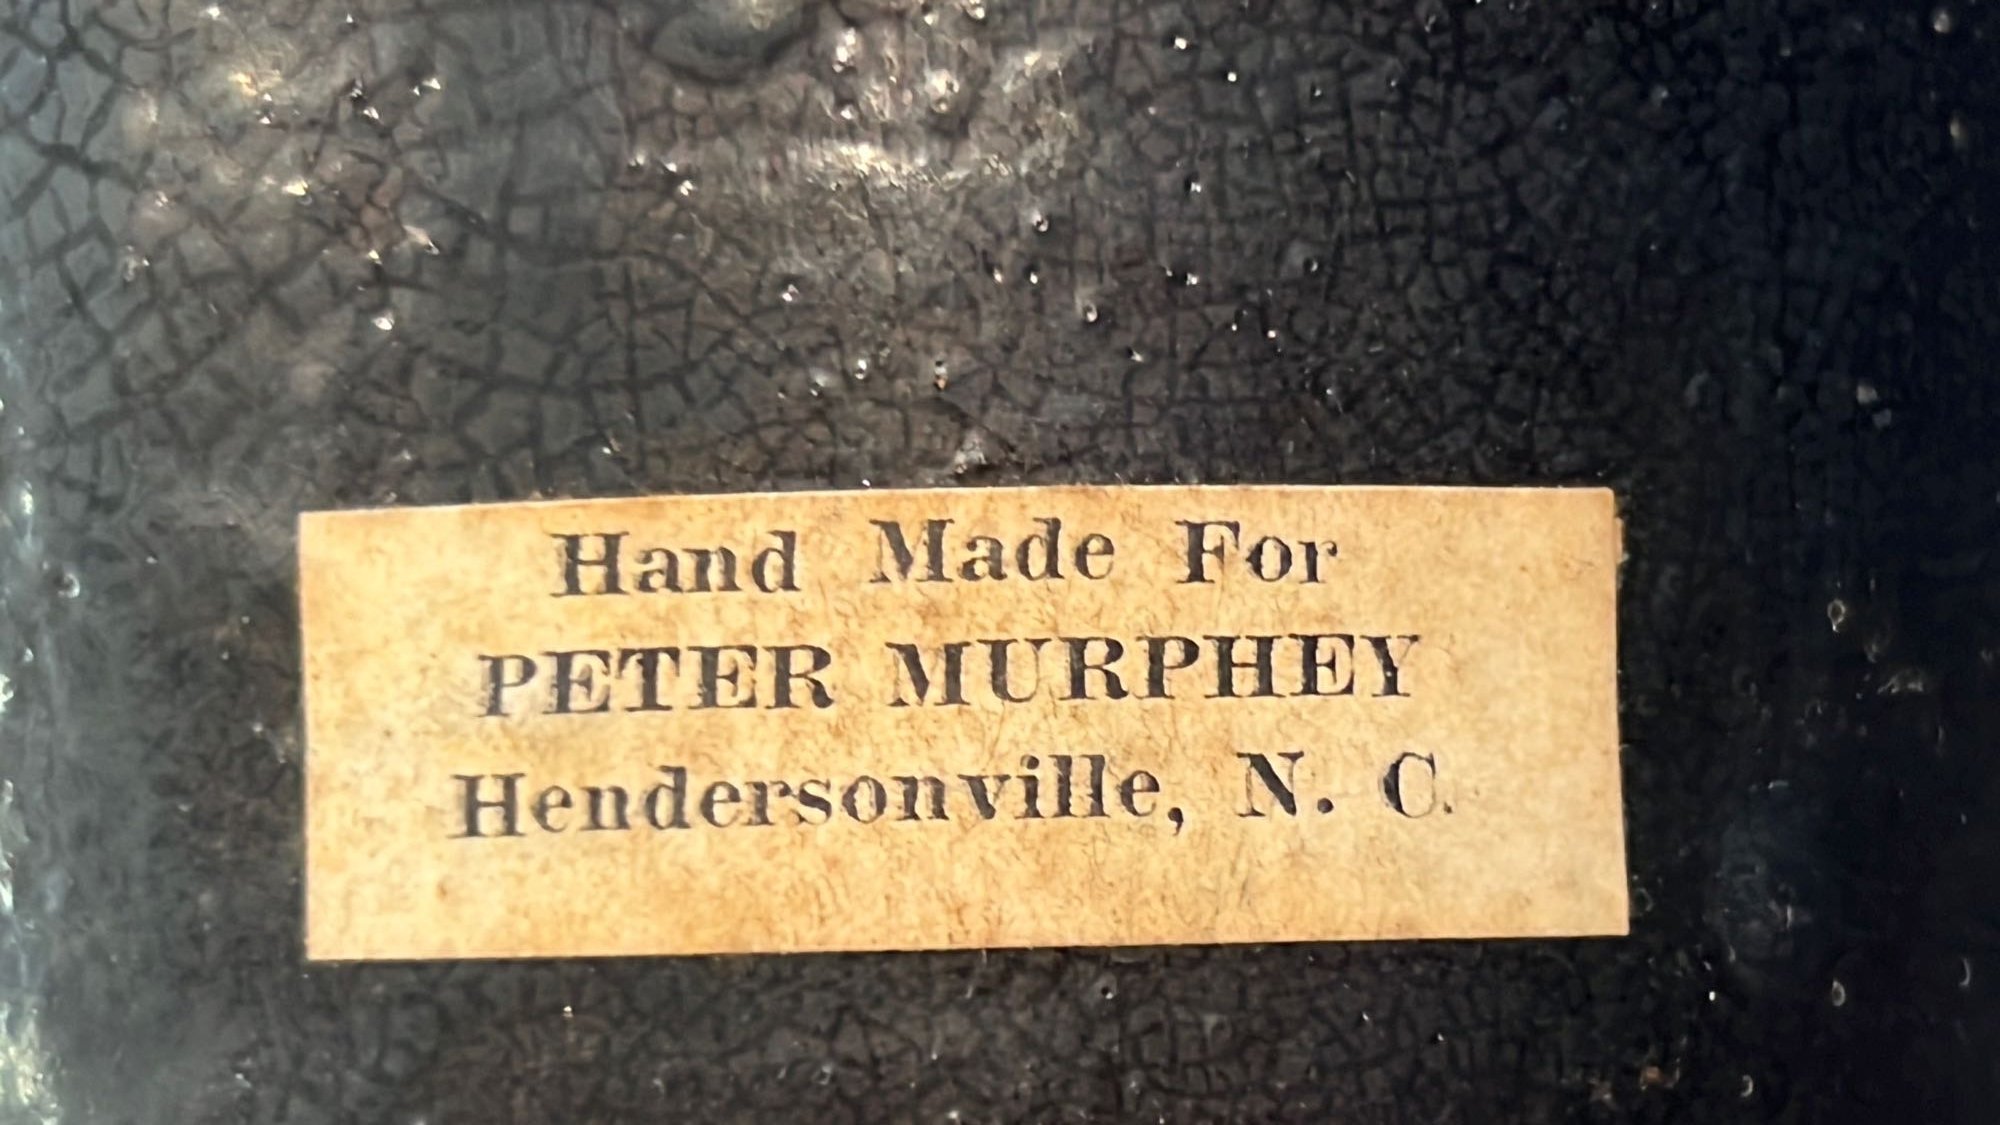 Hand Made For
PETER MURPHEY
Hendersonville, N. C.